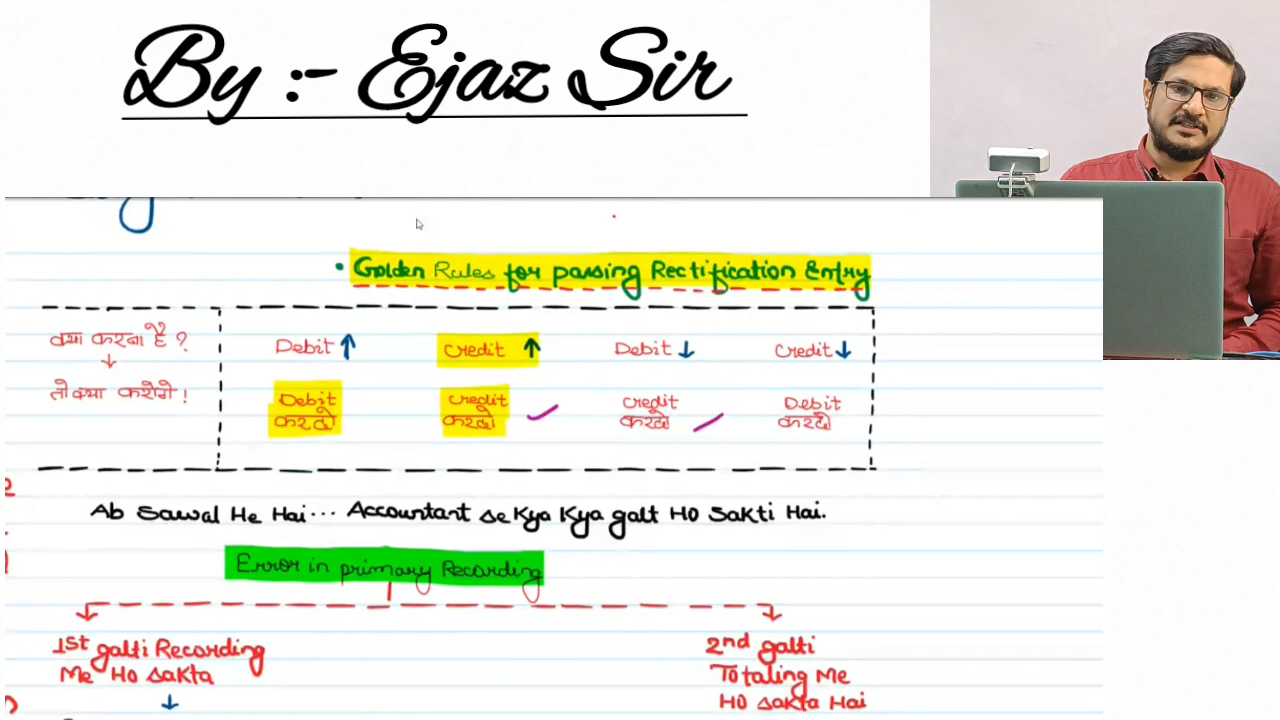 By :- Ejaz Sir
• Golden Rules for passing Rectification Entry
क्या करना है ?
↓
तो क्या करोगे !
Debit ↑ Credit ↑ Debit ↓ Credit ↓
Debit Credit Credit Debit
करदो करदो करदो करदो
Ab Sawal He Hai... Accountant se Kya Kya galt Ho Sakti Hai.
Error in primary Recording
1st galti Recording
Me Ho sakta
2nd galti
Totaling Me
Ho sakta Hai